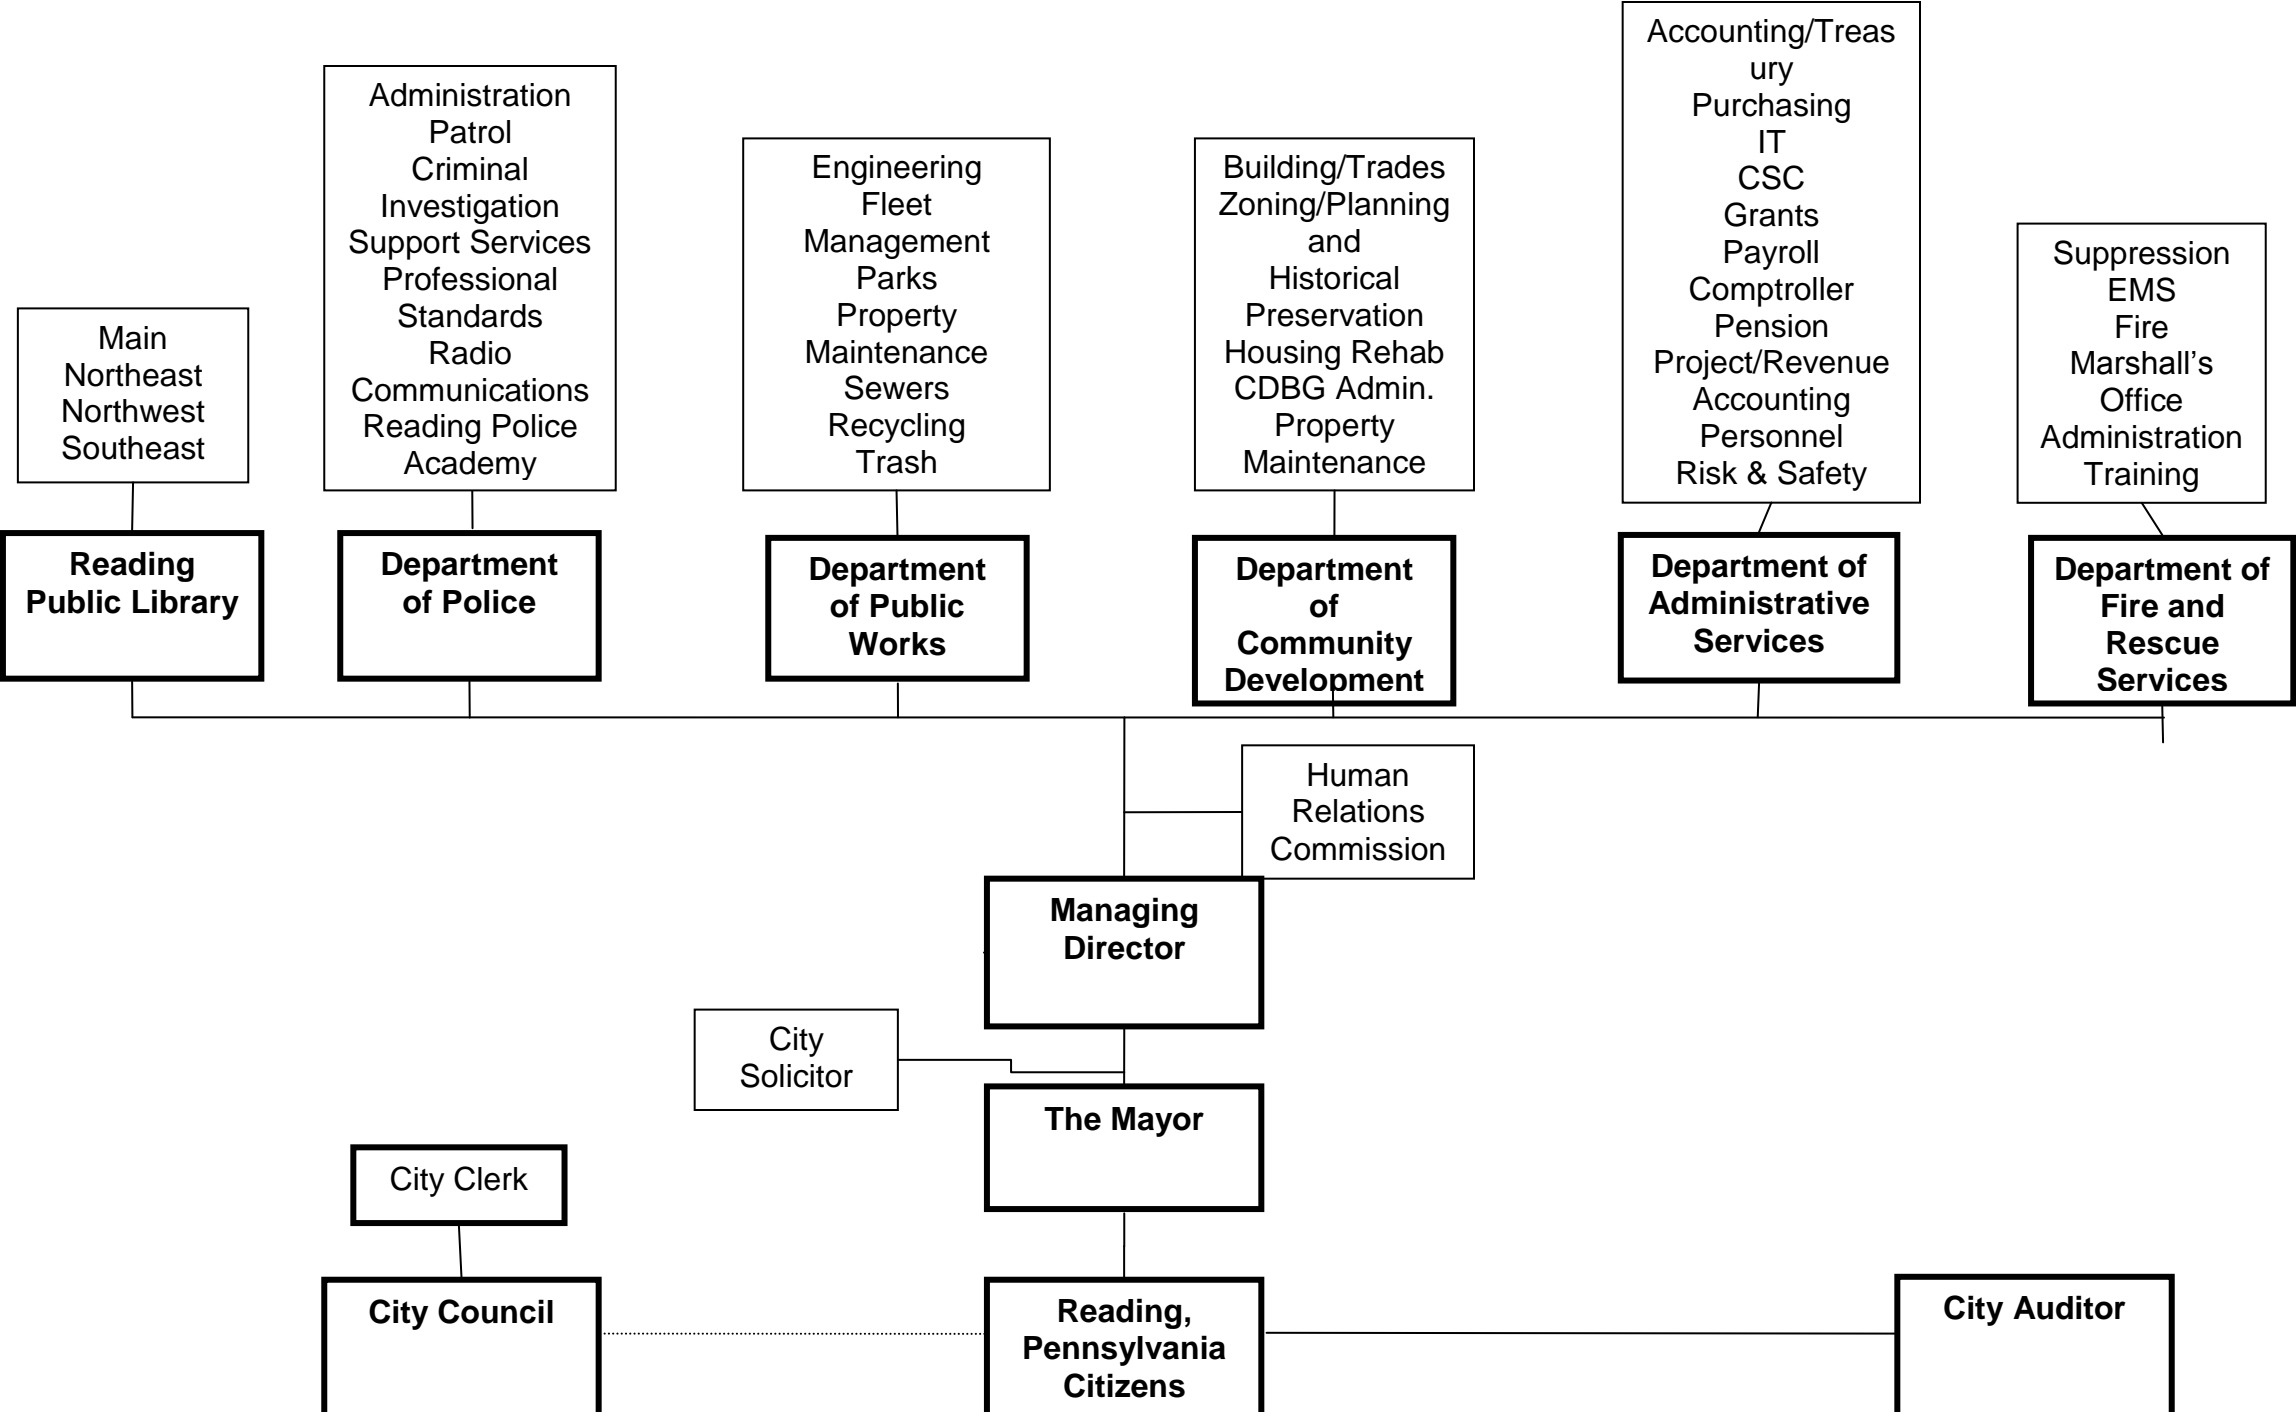 Accounting/Treas
ury
Purchasing
IT
CSC
Grants
Payroll
Comptroller
Pension
Project/Revenue
Accounting
Personnel
Risk & Safety
Administration
Patrol
Criminal
Investigation
Support Services
Professional
Standards
Radio
Communications
Reading Police
Academy
Engineering
Fleet
Management
Parks
Property
Maintenance
Sewers
Recycling
Trash
Building/Trades
Zoning/Planning
and
Historical
Preservation
Housing Rehab
CDBG Admin.
Property
Maintenance
Suppression
EMS
Fire
Marshall’s
Office
Administration
Training
Main
Northeast
Northwest
Southeast
Reading
Public Library
Department
of Police
Department
of Public
Works
Department
of
Community
Development
Department of
Administrative
Services
Department of
Fire and
Rescue
Services
Human
Relations
Commission
Managing
Director
City
Solicitor
The Mayor
City Clerk
City Council
Reading,
Pennsylvania
Citizens
City Auditor